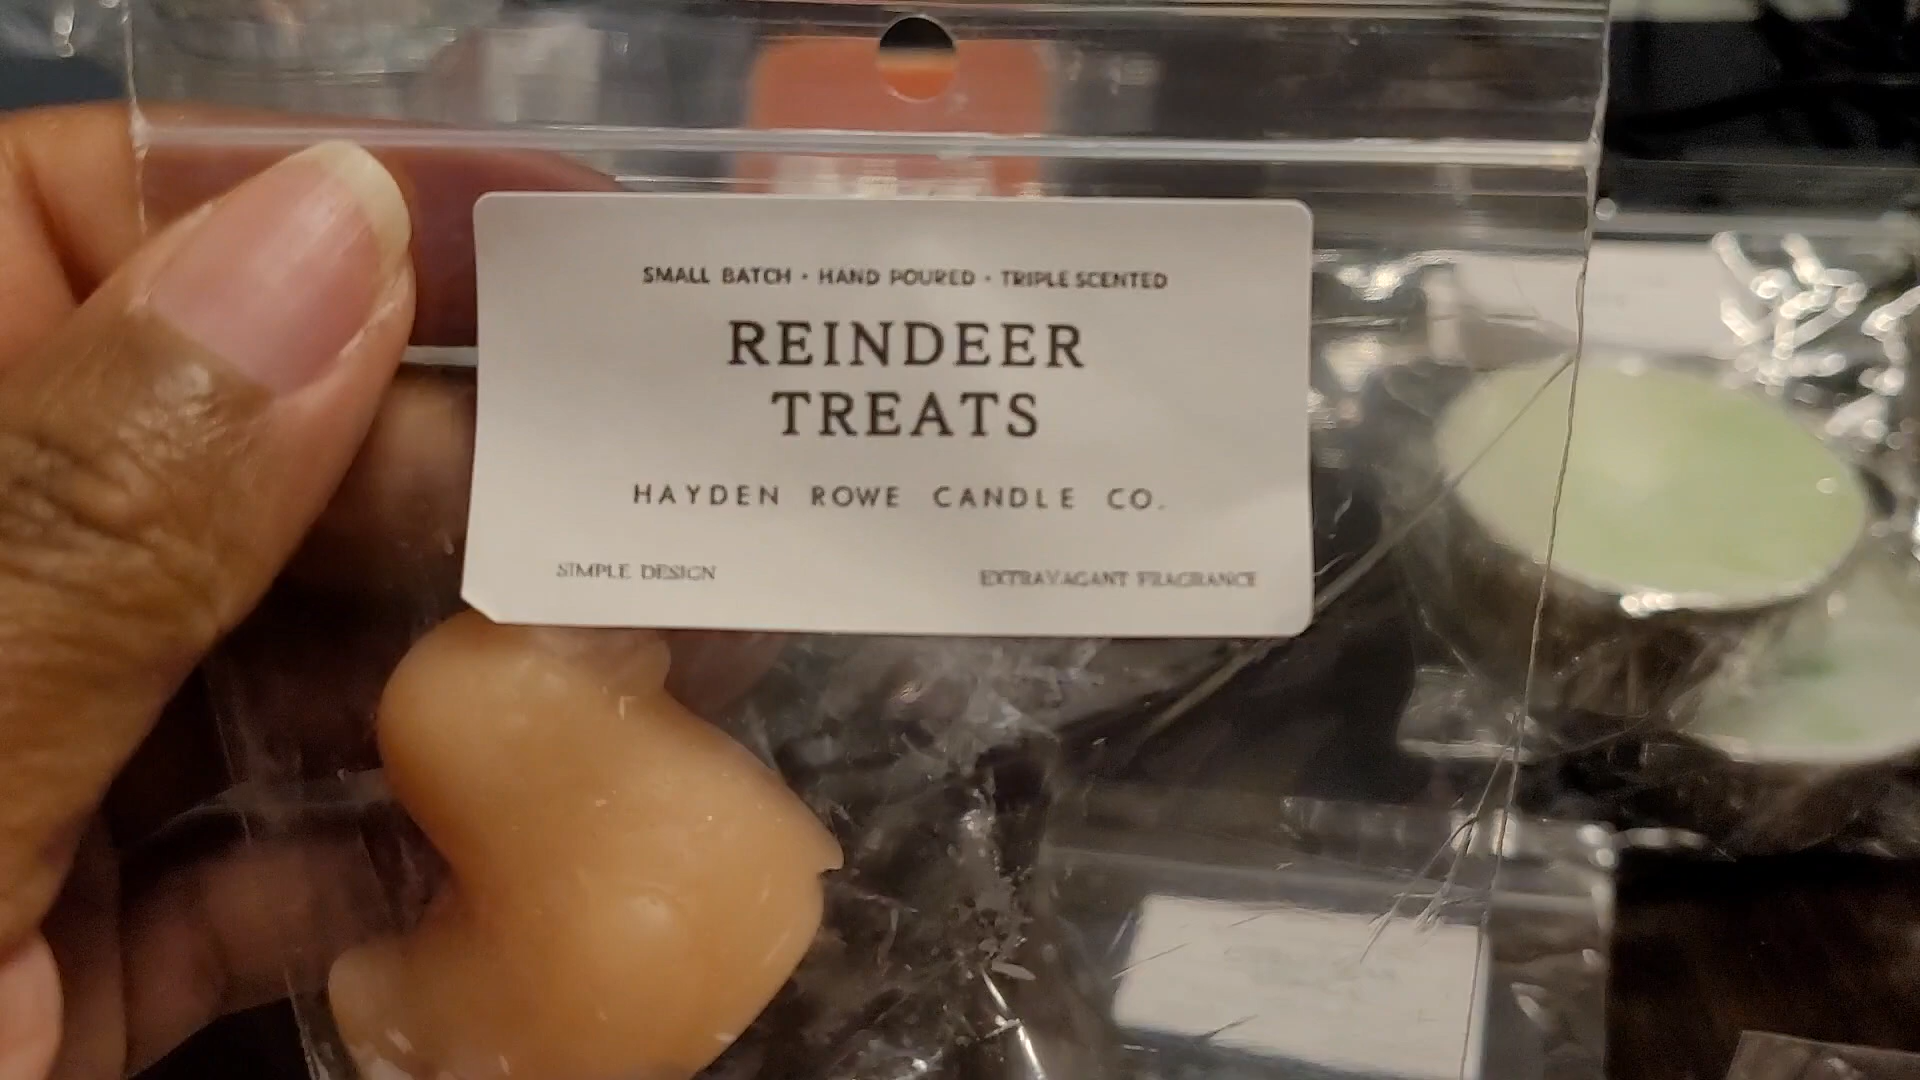 SMALL BATCH • HAND POURED • TRIPLE SCENTED
REINDEER
TREATS
HAYDEN ROWE CANDLE CO.
SIMPLE DESIGN EXTRAVAGANT FRAGRANCE